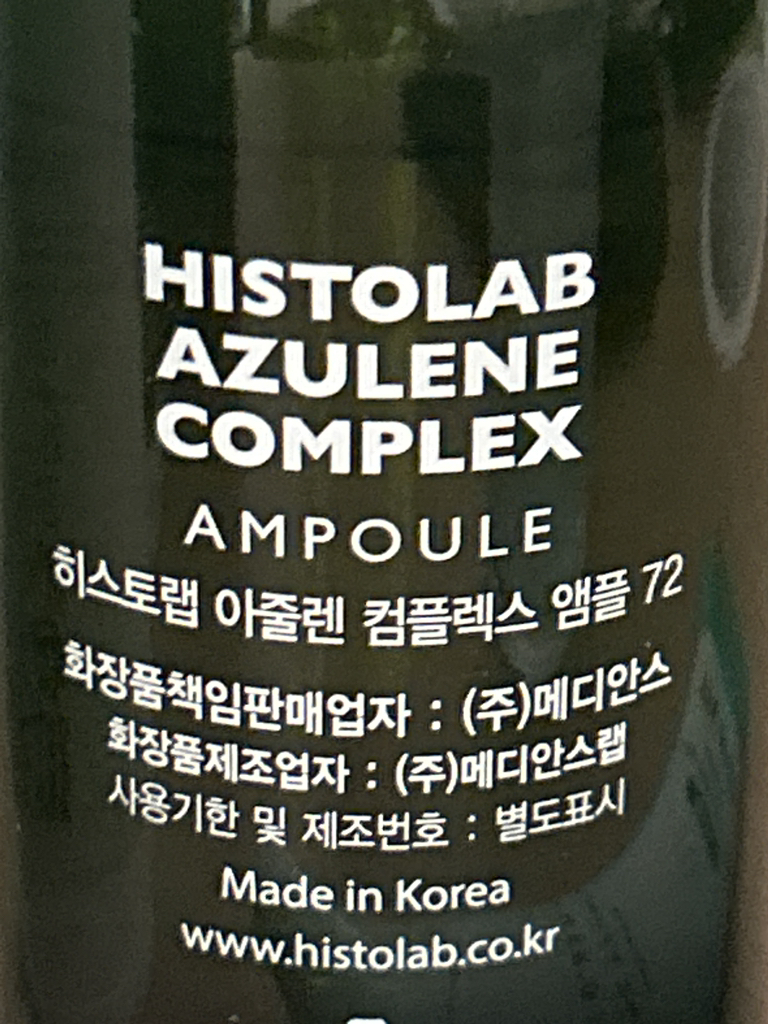 HISTOLAB
AZULENE
COMPLEX
AMPOULE
히스토랩 아줄렌 컴플렉스 앰플 72
화장품책임판매업자 : (주)메디안스
화장품제조업자 : (주)메디안스랩
사용기한 및 제조번호 : 별도표시
Made in Korea
www.histolab.co.kr